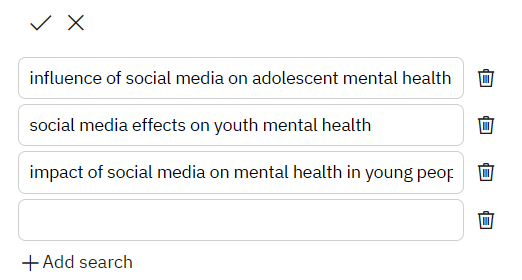 influence of social media on adolescent mental health
social media effects on youth mental health
impact of social media on mental health in young
Add search